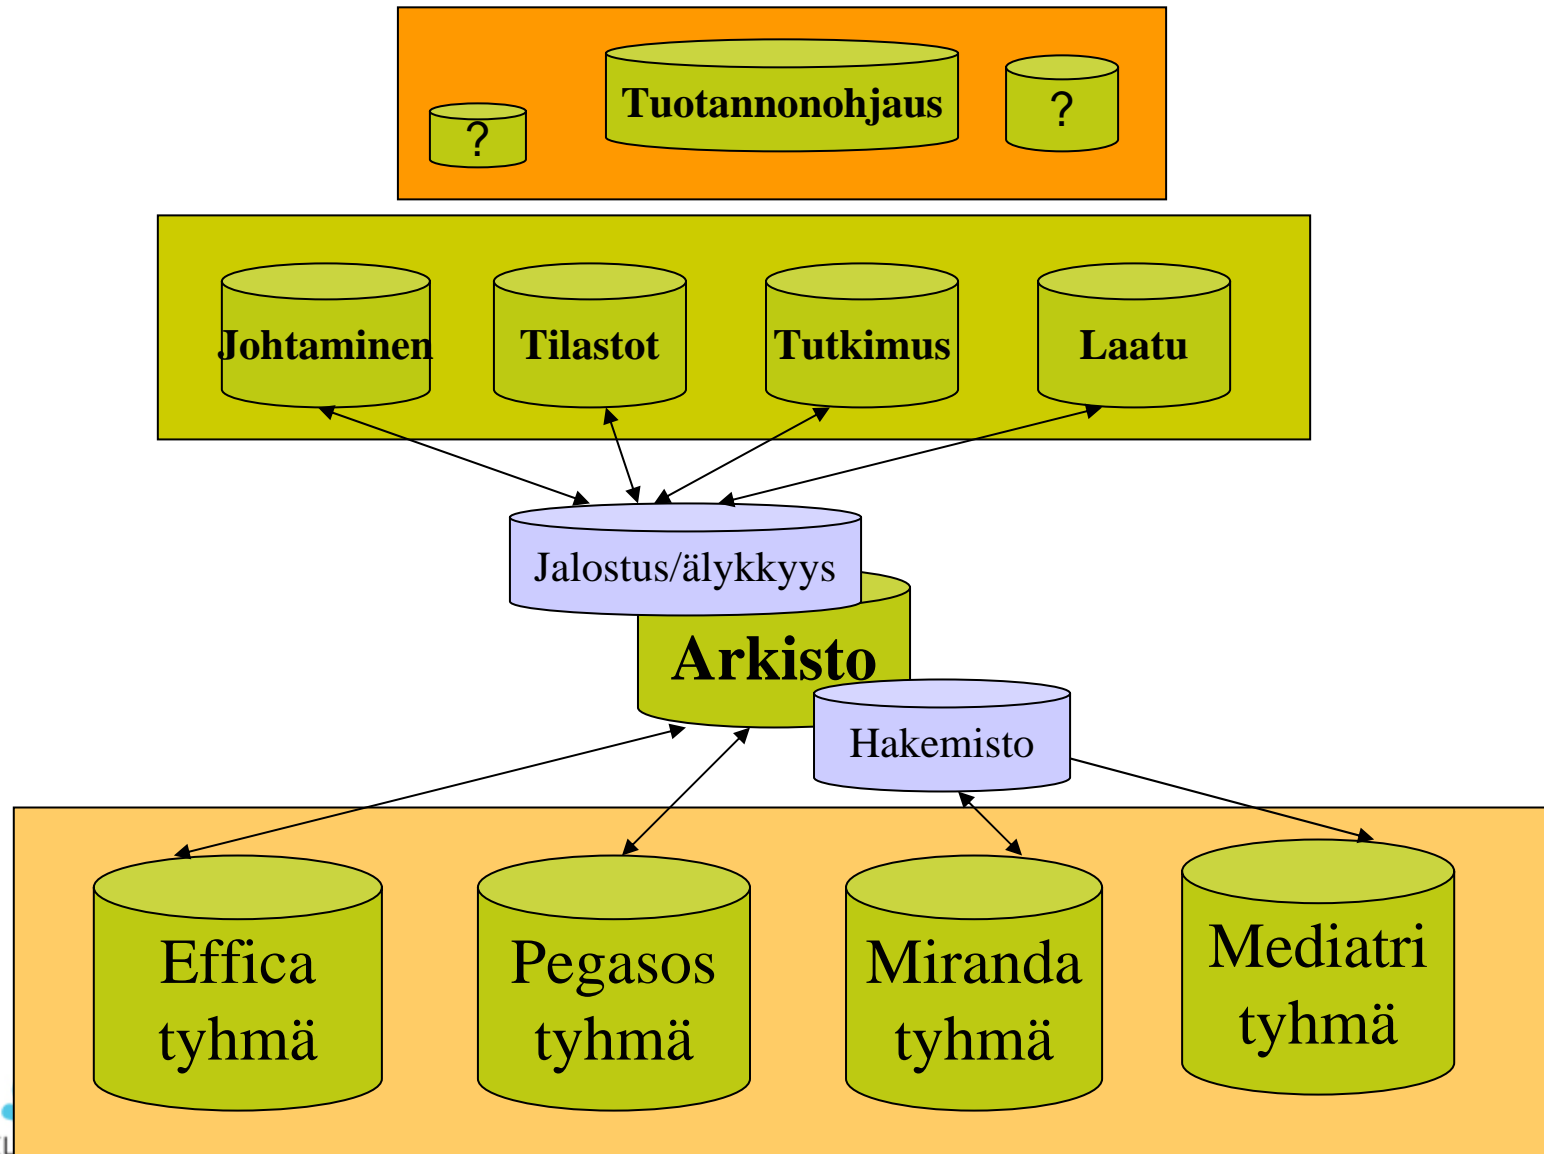 ?
Tuotannonohjaus
?
Johtaminen
Tilastot
Tutkimus
Laatu
Jalostus/älykkyys
Arkisto
Hakemisto
Effica
tyhmä
Pegasos
tyhmä
Miranda
tyhmä
Mediatri
tyhmä